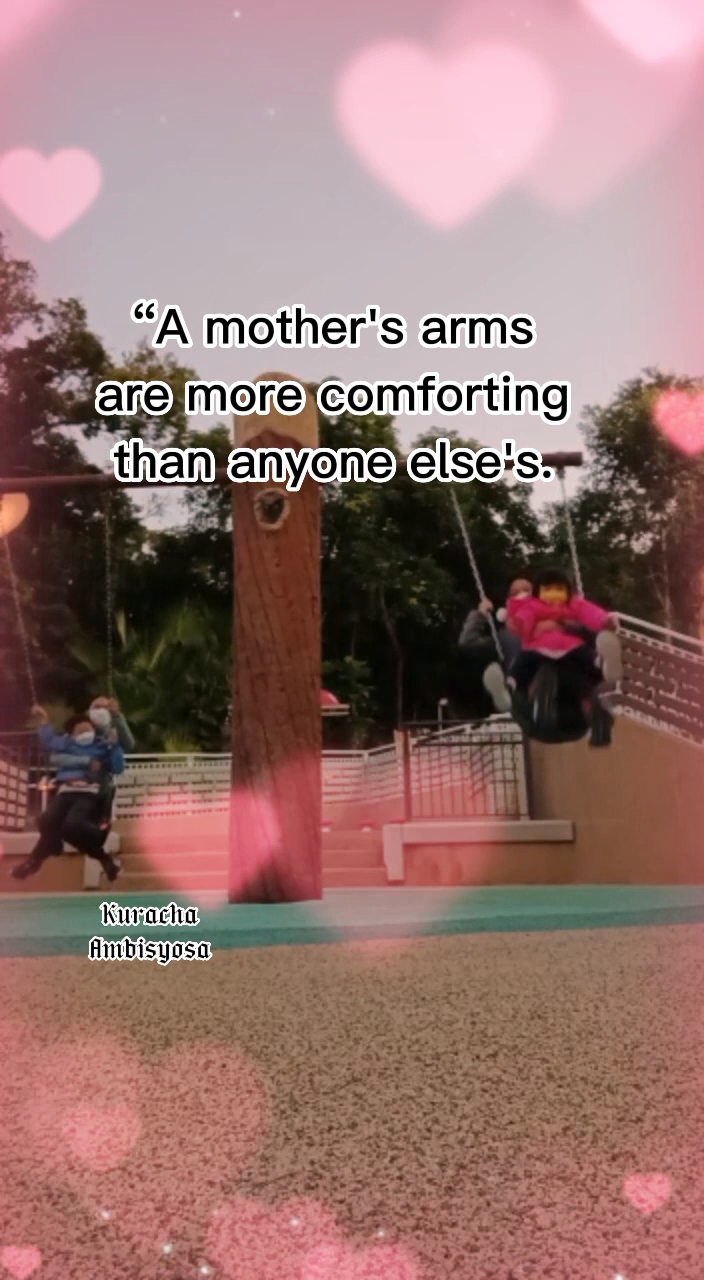 “A mother's arms
are more comforting
than anyone else's.
Kuracha
Ambisyosa